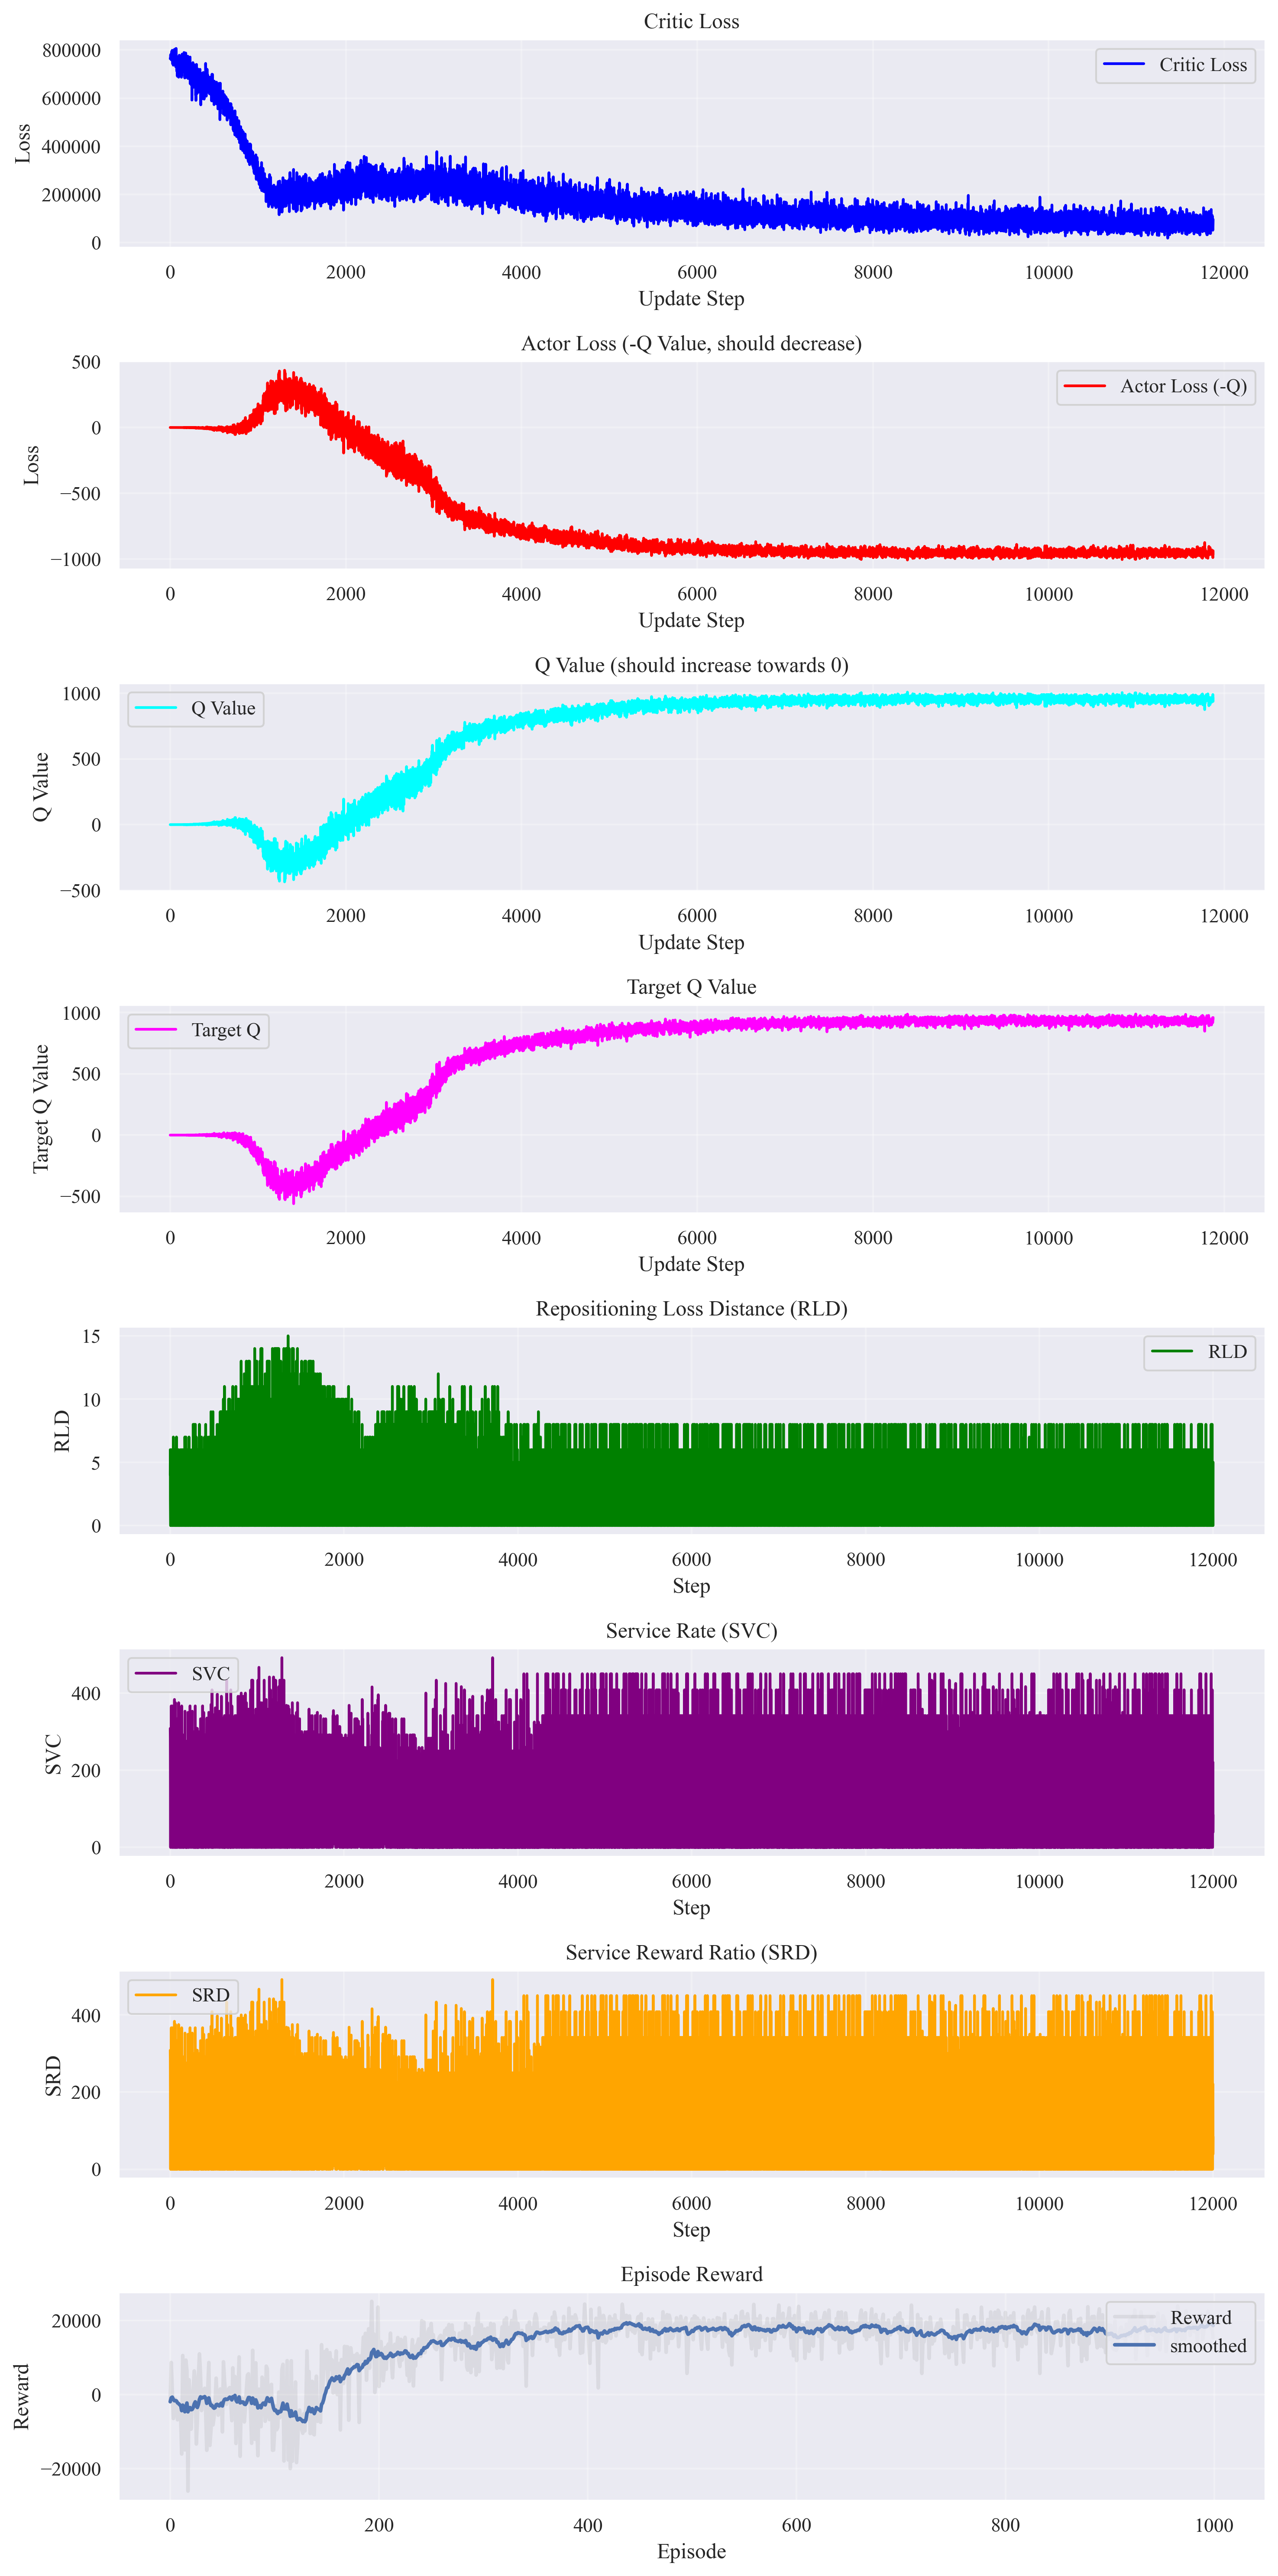 Critic Loss
Critic Loss
800000
600000
400000
200000
0
Loss
0 2000 4000 6000 8000 10000 12000
Update Step
Actor Loss (-Q Value, should decrease)
Actor Loss (-Q)
500
0
−500
−1000
Loss
0 2000 4000 6000 8000 10000 12000
Update Step
Q Value (should increase towards 0)
Q Value
1000
500
0
−500
Q Value
0 2000 4000 6000 8000 10000 12000
Update Step
Target Q Value
Target Q
1000
500
0
−500
Target Q Value
0 2000 4000 6000 8000 10000 12000
Update Step
Repositioning Loss Distance (RLD)
RLD
15
10
5
0
RLD
0 2000 4000 6000 8000 10000 12000
Step
Service Rate (SVC)
SVC
400
200
0
SVC
0 2000 4000 6000 8000 10000 12000
Step
Service Reward Ratio (SRD)
SRD
400
200
0
SRD
0 2000 4000 6000 8000 10000 12000
Step
Episode Reward
Reward
smoothed
20000
0
−20000
Reward
0 200 400 600 800 1000
Episode